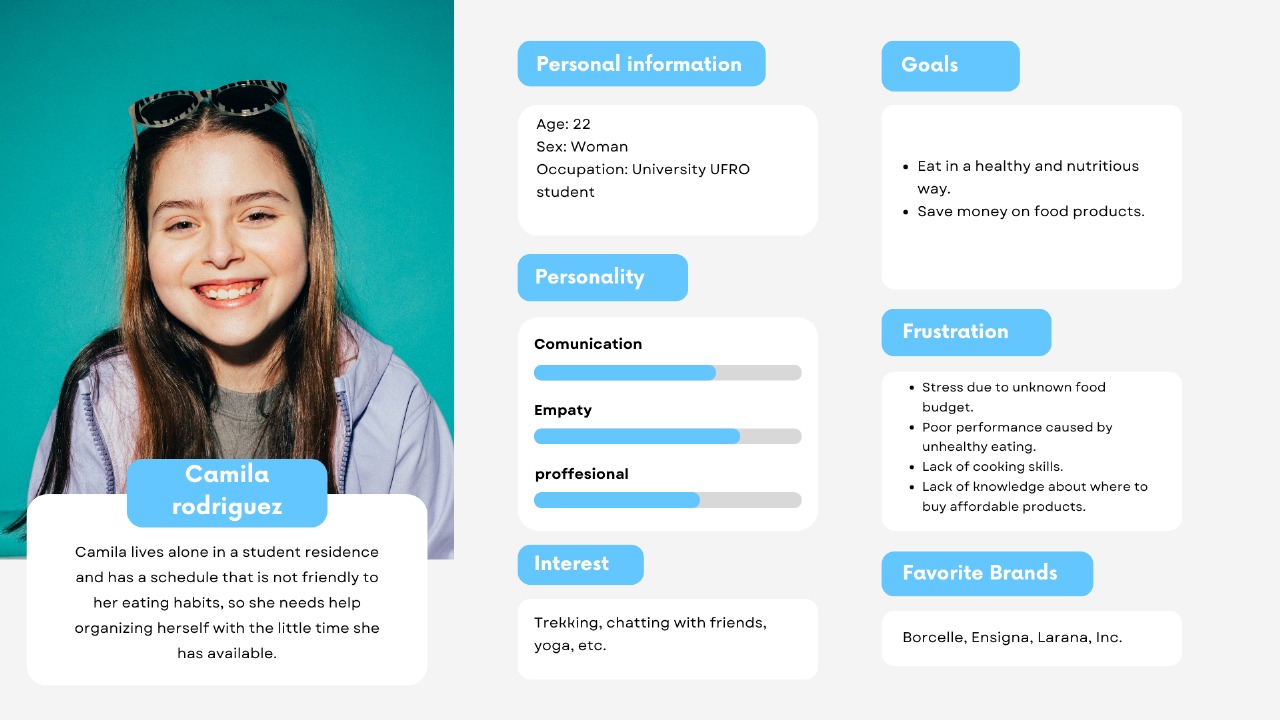 Camila
rodriguez
Camila lives alone in a student residence
and has a schedule that is not friendly to
her eating habits, so she needs help
organizing herself with the little time she
has available.
Personal information
Age: 22
Sex: Woman
Occupation: University UFRO
student
Personality
Comunication
Empaty
proffesional
Interest
Trekking, chatting with friends,
yoga, etc.
Goals
• Eat in a healthy and nutritious
way.
• Save money on food products.
Frustration
• Stress due to unknown food
budget.
• Poor performance caused by
unhealthy eating.
• Lack of cooking skills.
• Lack of knowledge about where to
buy affordable products.
Favorite Brands
Borcelle, Ensigna, Larana, Inc.